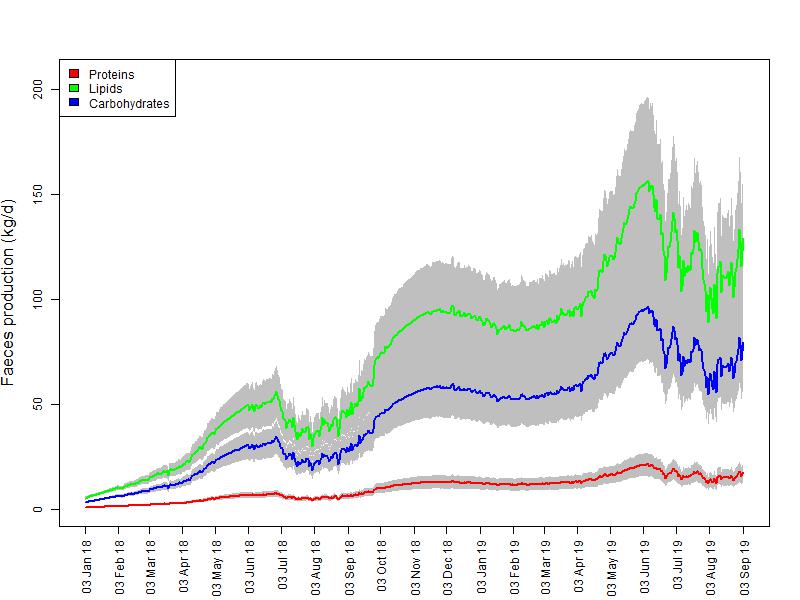 Proteins
Lipids
Carbohydrates
Faeces production (kg/d)
200
150
100
50
0
03 Jan 18
03 Feb 18
03 Mar 18
03 Apr 18
03 May 18
03 Jun 18
03 Jul 18
03 Aug 18
03 Sep 18
03 Oct 18
03 Nov 18
03 Dec 18
03 Jan 19
03 Feb 19
03 Mar 19
03 Apr 19
03 May 19
03 Jun 19
03 Jul 19
03 Aug 19
03 Sep 19